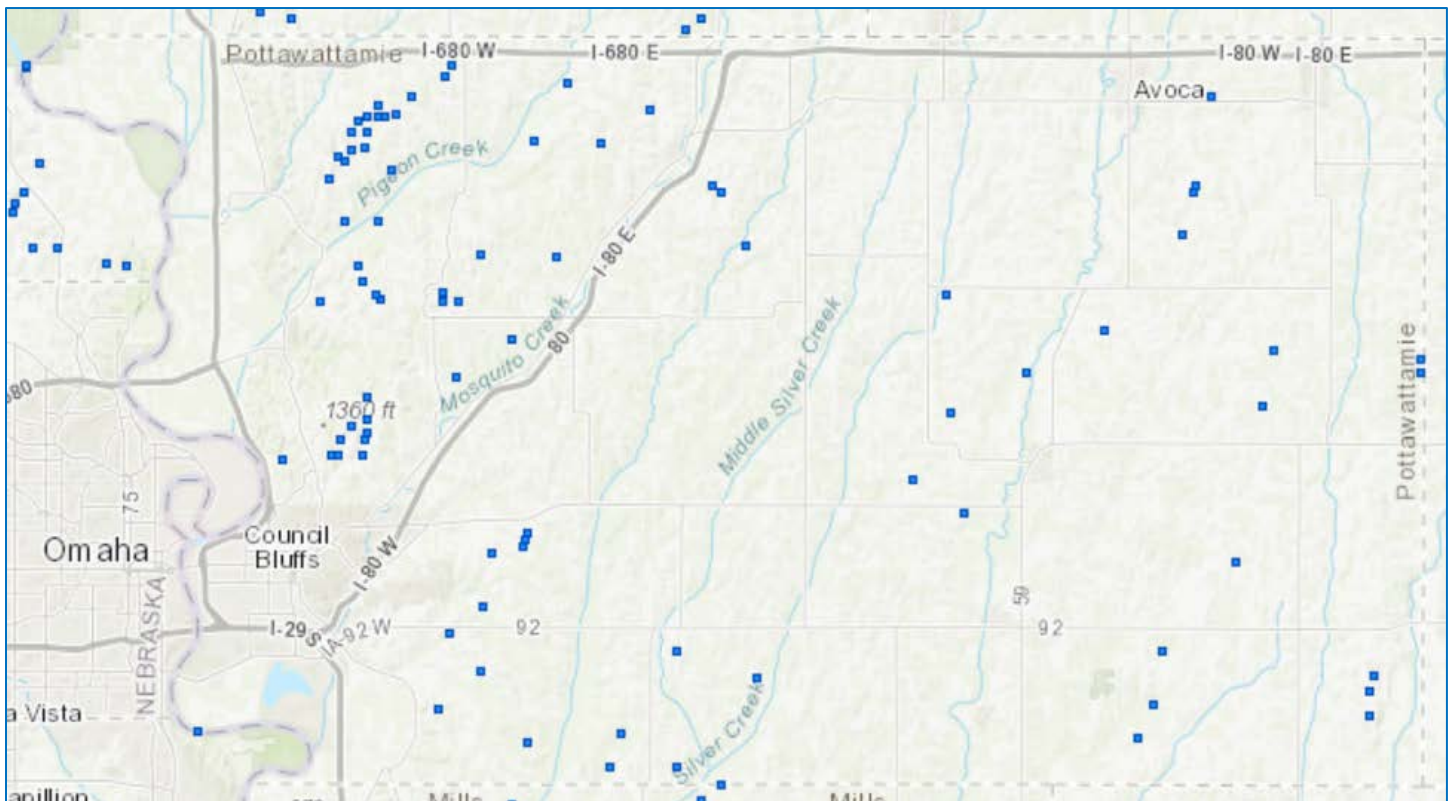 Pottawattamie
I-680 W
I-680 E
I-80 W
I-80 E
Avoca
Pigeon Creek
I-80 E
80
Mosquito Creek
Middle Silver Creek
Pottawattamie
680
1360 ft
75
Omaha
Council
Bluffs
I-80 W
NEBRASKA
I-29 S
IA-92 W
92
59
92
a Vista
Silver Creek
apillion
Mills
Mills